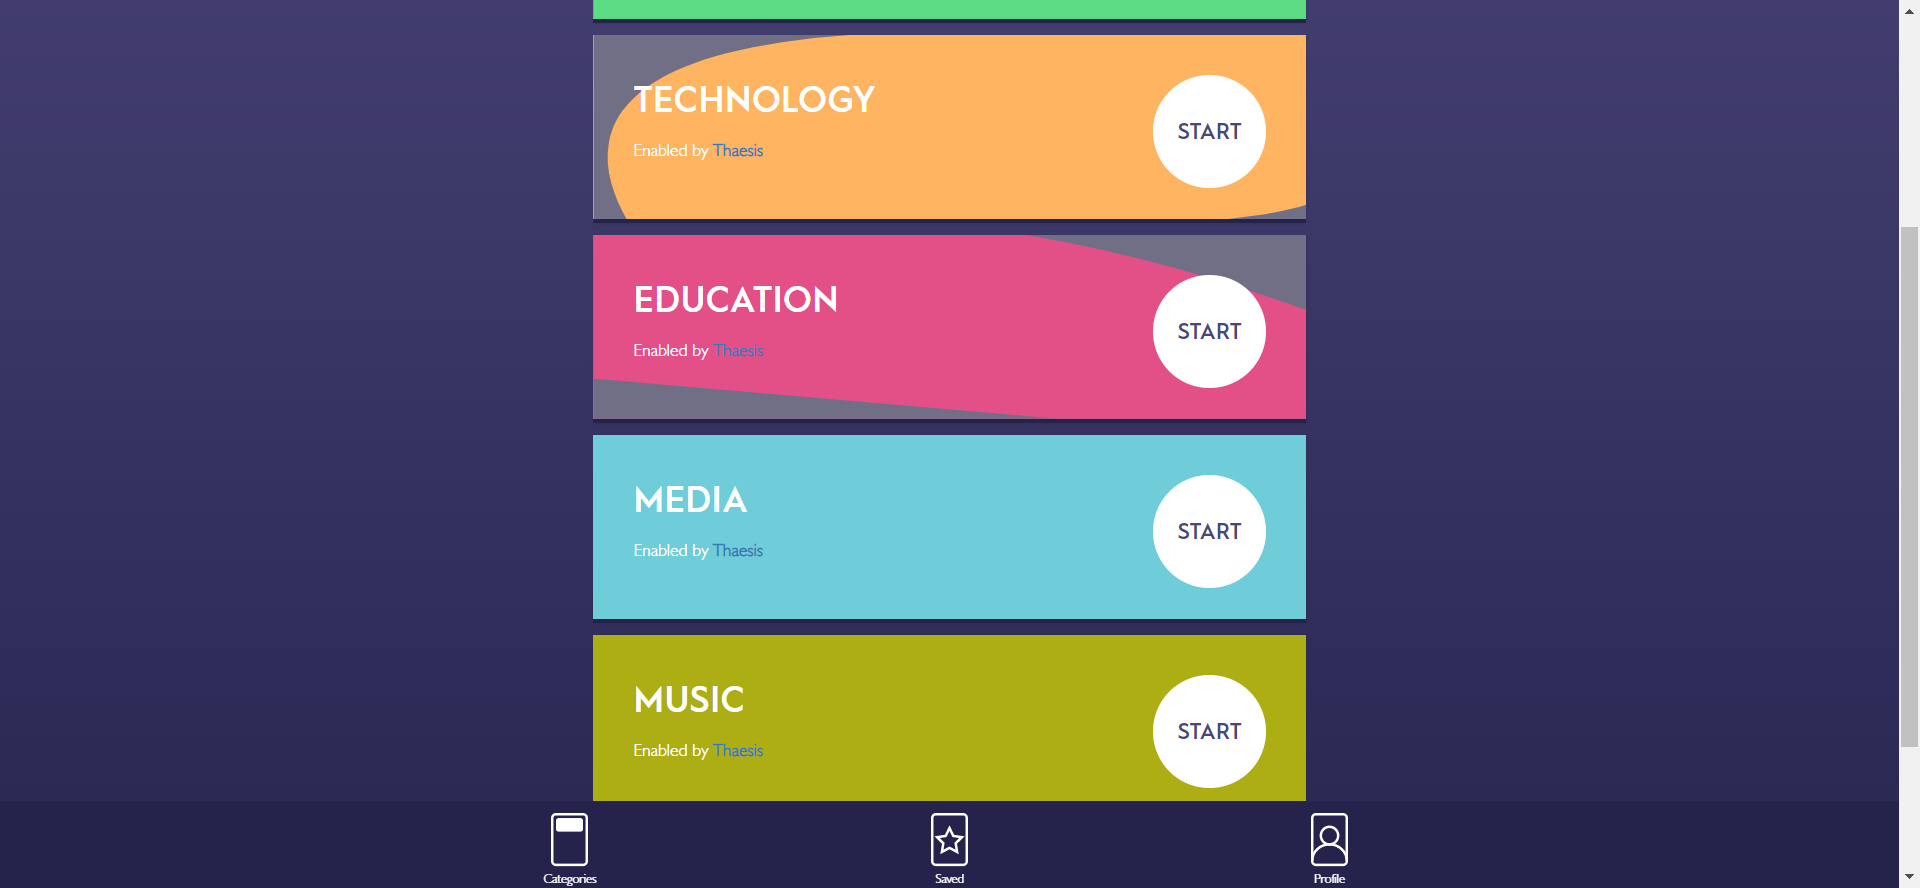 TECHNOLOGY
Enabled by Thaesis
START
EDUCATION
Enabled by Thaesis
START
MEDIA
Enabled by Thaesis
START
MUSIC
Enabled by Thaesis
START
Categories
Saved
Profile